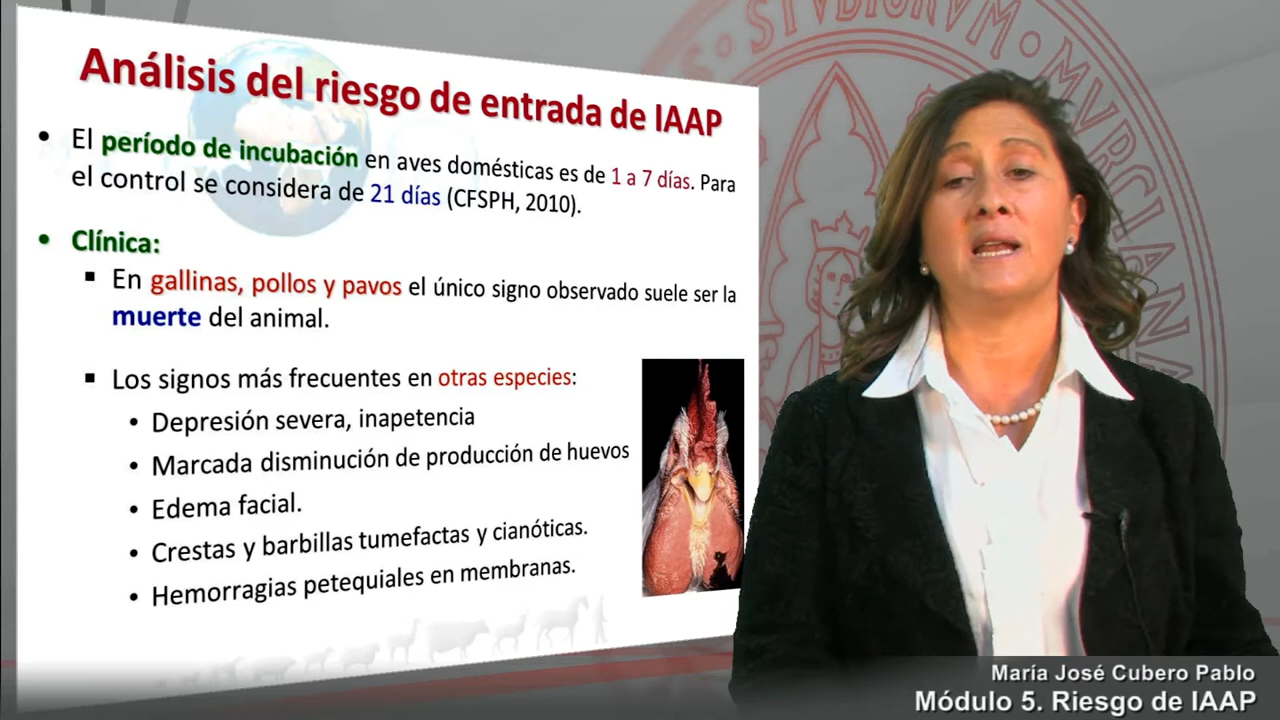 STVDIORVM
MVRCIANA
Análisis del riesgo de entrada de IAAP
• El período de incubación en aves domésticas es de 1 a 7 días. Para
el control se considera de 21 días (CFSPH, 2010).
• Clínica:
▪ En gallinas, pollos y pavos el único signo observado suele ser la
muerte del animal.
▪ Los signos más frecuentes en otras especies:
• Depresión severa, inapetencia
• Marcada disminución de producción de huevos
• Edema facial.
• Crestas y barbillas tumefactas y cianóticas.
• Hemorragias petequiales en membranas.
María José Cubero Pablo
Módulo 5. Riesgo de IAAP